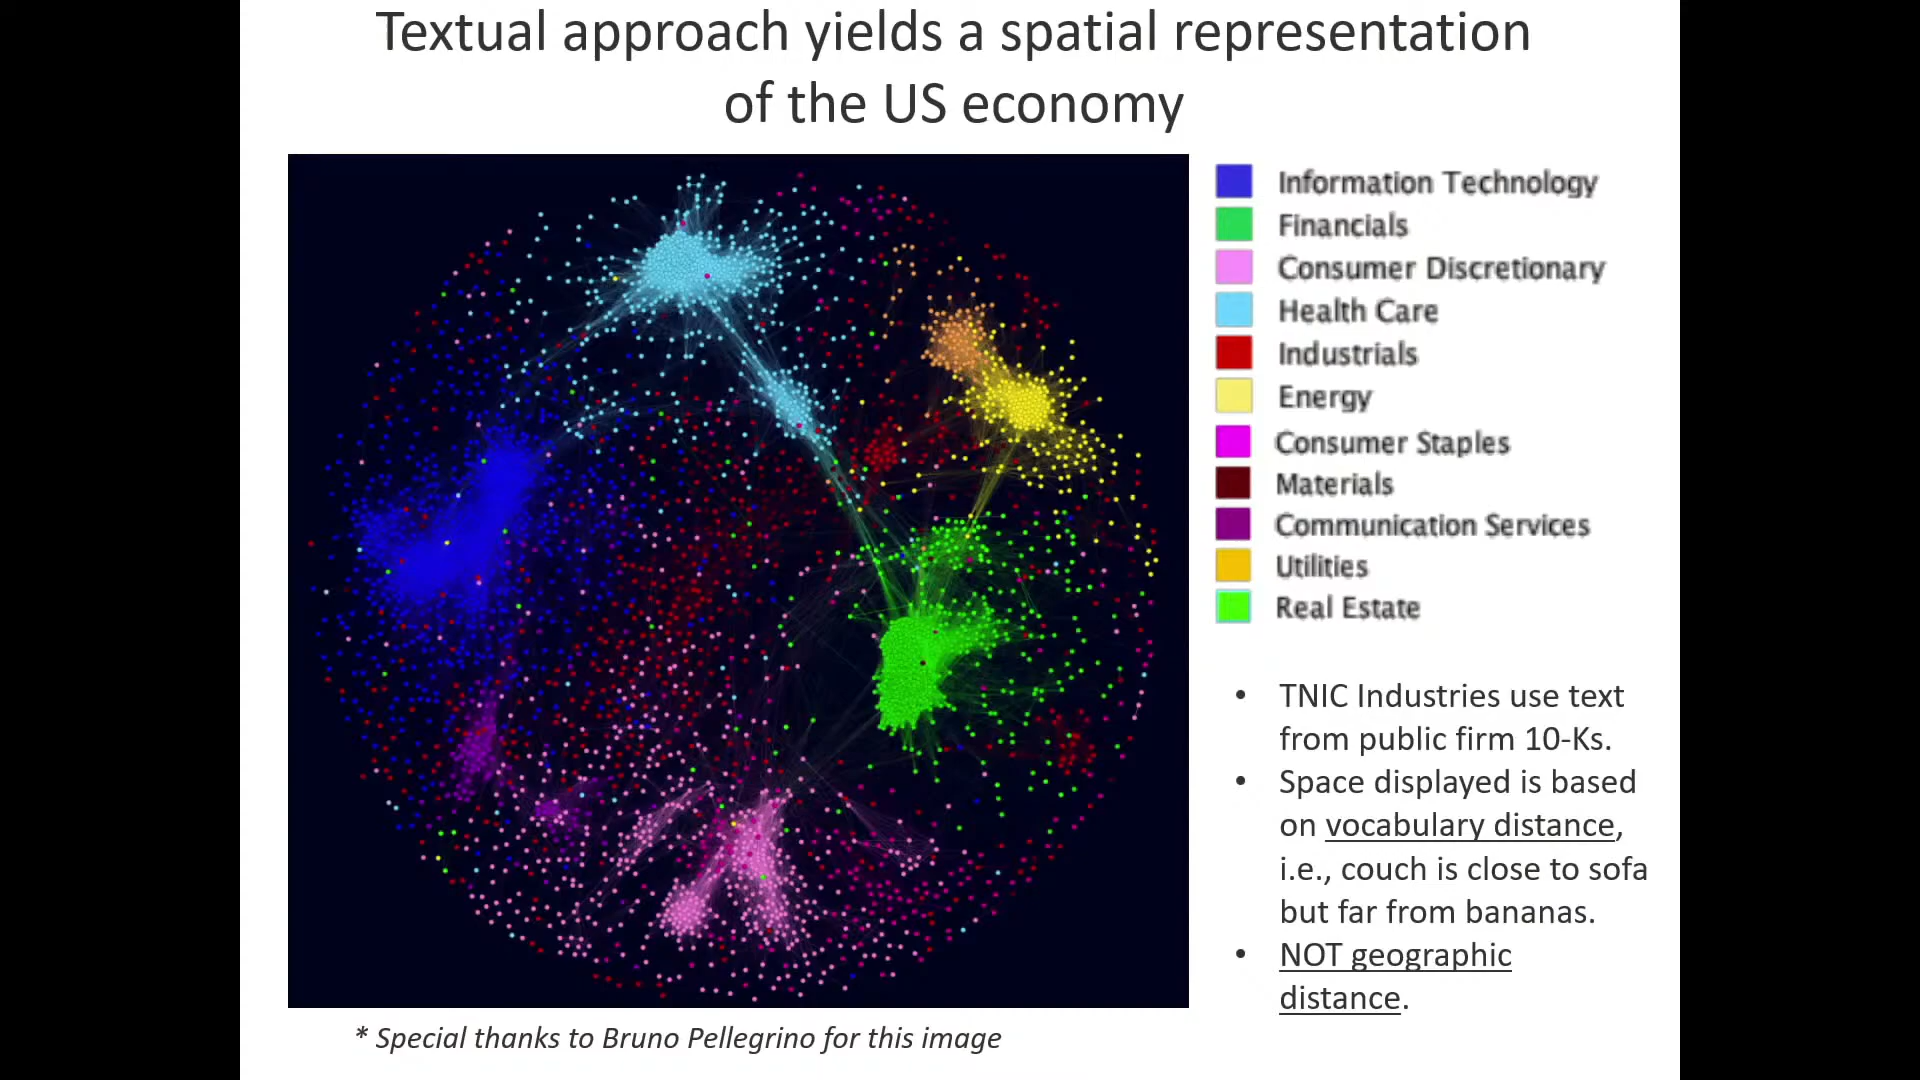 Textual approach yields a spatial representation
of the US economy
Information Technology
Financials
Consumer Discretionary
Health Care
Industrials
Energy
Consumer Staples
Materials
Communication Services
Utilities
Real Estate
• TNIC Industries use text
from public firm 10-Ks.
• Space displayed is based
on vocabulary distance,
i.e., couch is close to sofa
but far from bananas.
• NOT geographic
distance.
* Special thanks to Bruno Pellegrino for this image